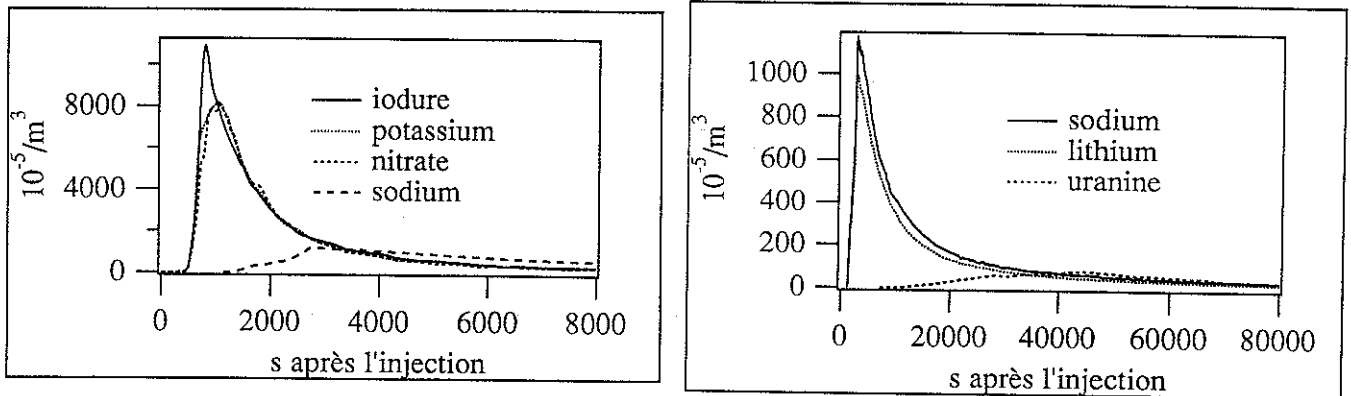 10⁻⁵/m³
8000
4000
0
iodure
potassium
nitrate
sodium
0 2000 4000 6000 8000
s après l'injection
10⁻⁵/m³
1000
800
600
400
200
0
sodium
lithium
uranine
0 20000 40000 60000 80000
s après l'injection